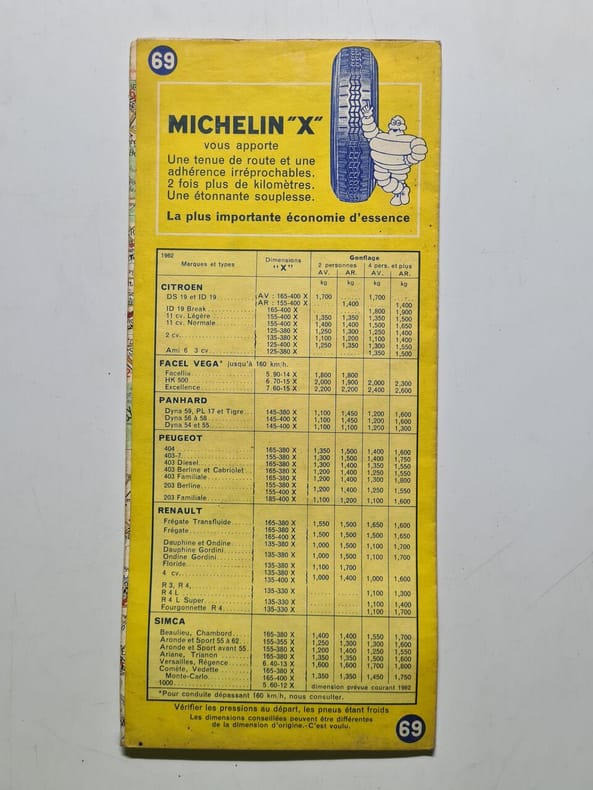 69
MICHELIN "X"
vous apporte
Une tenue de route et une
adhérence irréprochables.
2 fois plus de kilomètres.
Une étonnante souplesse.
La plus importante économie d'essence
1962
Marques et types
Dimensions
"X"
Gonflage
2 personnes 4 pers. et plus
AV. AR. AV. AR.
kg kg kg kg
CITROEN
DS 19 et ID 19 AV : 165-400 X 1,700 1,700
AR : 155-400 X 1,400 1,400
ID 19 Break 165-400 X 1,800 1,900
11 cv. Légère 155-400 X 1,350 1,350 1,350 1,500
11 cv. Normale 155-400 X 1,400 1,400 1,500 1,650
125-380 X 1,250 1,300 1,250 1,400
2 cv. 135-380 X 1,100 1,200 1,100 1,400
125-400 X 1,250 1,350 1,300 1,550
Ami 6 3 cv. 125-380 X 1,350 1,500
FACEL VEGA* jusqu'à 160 km/h.
Facellia 5.90-14 X 1,800 1,800
HK 500 6.70-15 X 2,000 1,900 2,000 2,300
Excellence 7.60-15 X 2,200 2,200 2,400 2,600
PANHARD
Dyna 59, PL 17 et Tigre 145-380 X 1,100 1,450 1,200 1,600
Dyna 56 à 58 145-400 X 1,100 1,450 1,200 1,600
Dyna 54 et 55 145-400 X 1,100 1,100 1,200 1,300
PEUGEOT
404 165-380 X 1,350 1,500 1,400 1,600
403-7 155-380 X 1,300 1,500 1,400 1,750
403 Diesel 165-380 X 1,300 1,400 1,350 1,550
403 Berline et Cabriolet 165-380 X 1,200 1,400 1,250 1,550
403 Familiale 165-380 X 1,200 1,400 1,300 1,800
203 Berline 155-380 X
155-400 X 1,200 1,400 1,250 1,550
203 Familiale 185-400 X 1,100 1,200 1,100 1,600
RENAULT
Frégate Transfluide 165-380 X 1,550 1,500 1,650 1,600
Frégate 165-380 X
165-400 X 1,500 1,500 1,500 1,650
Dauphine et Ondine 135-380 X 1,000 1,500 1,100 1,700
Dauphine Gordini
Ondine Gordini 135-380 X 1,000 1,500 1,100 1,700
Floride 135-380 X 1,100 1,700
4 cv. 135-380 X
135-400 X 1,000 1,400 1,000 1,600
R 3, R 4,
R 4 L 135-330 X 1,100 1,300
R 4 L Super 135-330 X 1,100 1,400
Fourgonnette R 4 135-330 X 1,100 1,700
SIMCA
Beaulieu, Chambord 165-380 X 1,400 1,400 1,550 1,700
Aronde et Sport 55 à 62 155-355 X 1,250 1,300 1,300 1,600
Aronde et Sport avant 55 155-380 X 1,200 1,250 1,250 1,400
Ariane, Trianon 165-380 X 1,350 1,350 1,500 1,600
Versailles, Régence 6.40-13 X 1,600 1,600 1,700 1,800
Comète, Vedette 165-380 X
Monte-Carlo 165-400 X 1,350 1,350 1,450 1,750
1000 5.60-12 X dimension prévue courant 1962
*Pour conduite dépassant 160 km/h, nous consulter.
Vérifier les pressions au départ, les pneus étant froids
Les dimensions conseillées peuvent être différentes
de la dimension d'origine.-C'est voulu.
69